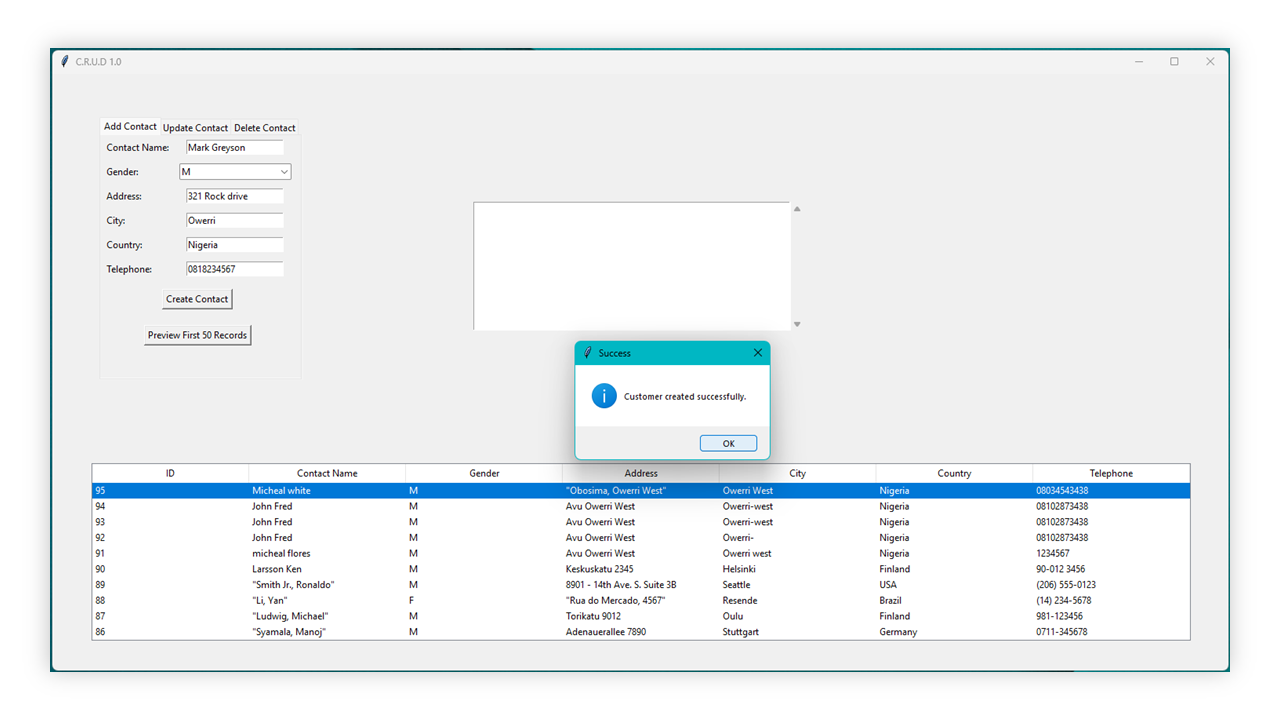 C.R.U.D 1.0
Add Contact Update Contact Delete Contact
Contact Name: Mark Greyson
Gender: M
Address: 321 Rock drive
City: Owerri
Country: Nigeria
Telephone: 0818234567
Create Contact
Preview First 50 Records
Success
i
Customer created successfully.
OK
ID Contact Name Gender Address City Country Telephone
95 Micheal white M "Obosima, Owerri West" Owerri West Nigeria 08034543438
94 John Fred M Avu Owerri West Owerri-west Nigeria 08102873438
93 John Fred M Avu Owerri West Owerri-west Nigeria 08102873438
92 John Fred M Avu Owerri West Owerri- Nigeria 08102873438
91 micheal flores M Avu Owerri West Owerri west Nigeria 1234567
90 Larsson Ken M Keskuskatu 2345 Helsinki Finland 90-012 3456
89 "Smith Jr., Ronaldo" M 8901 - 14th Ave. S. Suite 3B Seattle USA (206) 555-0123
88 "Li, Yan" F "Rua do Mercado, 4567" Resende Brazil (14) 234-5678
87 "Ludwig, Michael" M Torikatu 9012 Oulu Finland 981-123456
86 "Syamala, Manoj" M Adenauerallee 7890 Stuttgart Germany 0711-345678